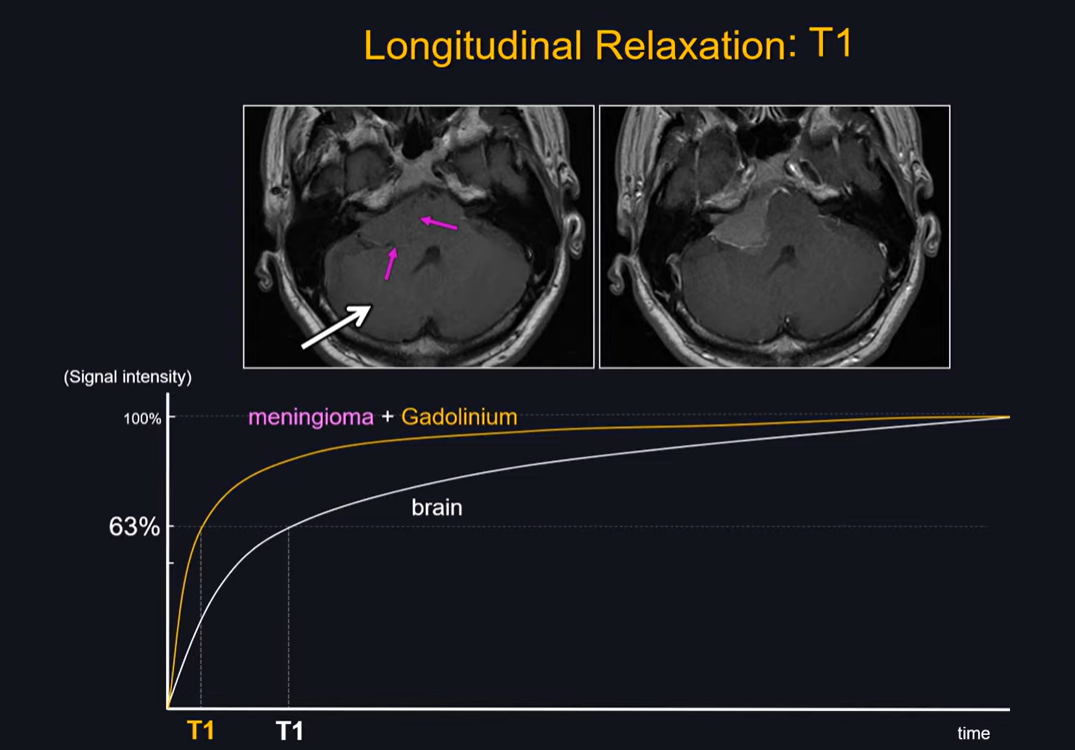 Longitudinal Relaxation: T1
(Signal intensity)
100%
meningioma + Gadolinium
brain
63%
T1
T1
time